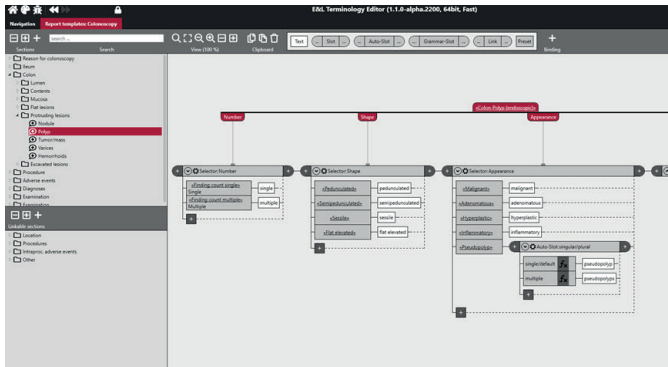 E&L Terminology Editor (1.1.0-alpha.2200, 64bit, Fast)
Navigation Report templates: Colonoscopy
Sections
search ...
Search
View (100 %)
Clipboard
Text
... Slot ...
... Auto-Slot ...
... Grammar-Slot ...
... Link ...
Preset
Binding
Reason for colonoscopy
Ileum
Colon
Lumen
Contents
Mucosa
Flat lesions
Protruding lesions
Nodule
Polyp
Tumor/mass
Varices
Hemorrhoids
Excavated lesions
Procedure
Adverse events
Diagnoses
Examination
Examination
Linkable sections
Location
Procedures
Intraproc. adverse events
Other
«Colon Polyp (endoscopic)»
Number
Shape
Appearance
Selector: Number
«Finding count single»
Single
single
«Finding count multiple»
Multiple
multiple
Selector: Shape
«Pedunculated»
pedunculated
«Semipedunculated»
semipedunculated
«Sessile»
sessile
«Flat elevated»
flat elevated
Selector: Appearance
«Malignant»
malignant
«Adenomatous»
adenomatous
«Hyperplastic»
hyperplastic
«Inflammatory»
inflammatory
«Pseudopolyp»
Auto-Slot: singular/plural
single/default
pseudopolyp
multiple
pseudopolyps